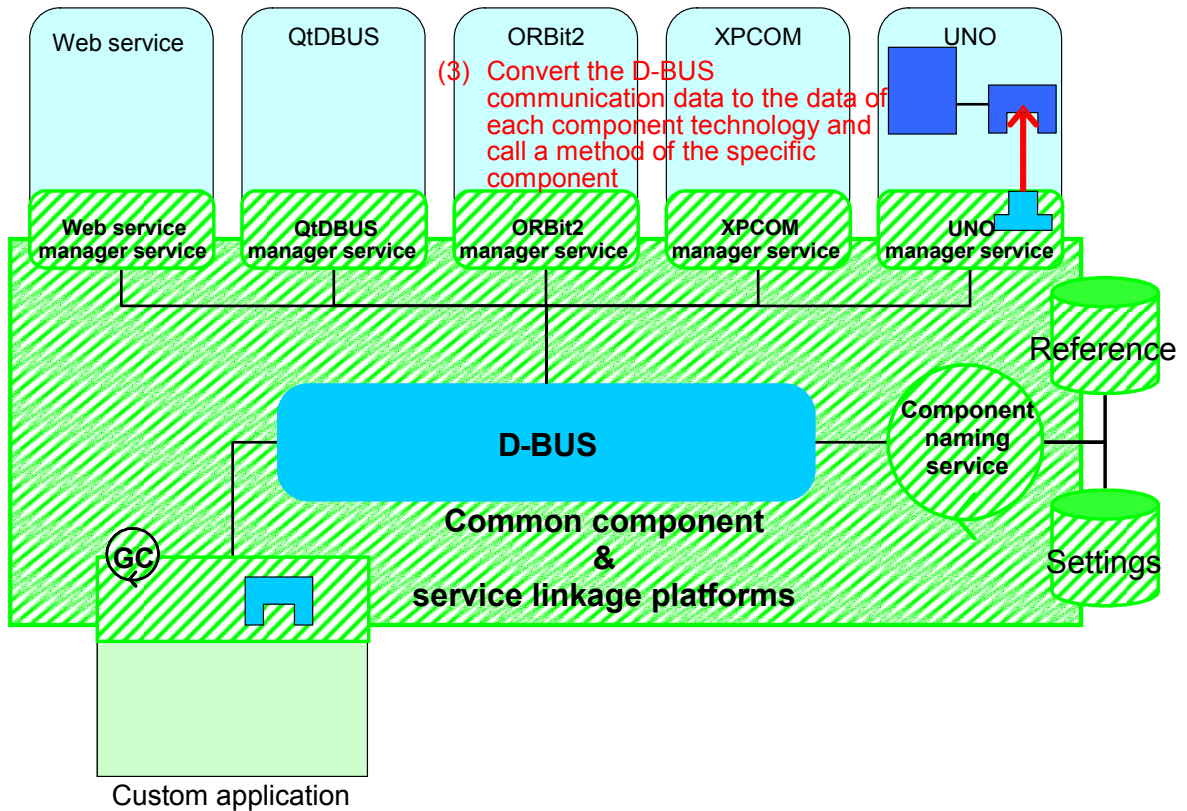 Web service
QtDBUS
ORBit2
XPCOM
UNO
(3) Convert the D-BUS
communication data to the data of
each component technology and
call a method of the specific
component
Web service
manager service
QtDBUS
manager service
ORBit2
manager service
XPCOM
manager service
UNO
manager service
Reference
Component
naming
service
D-BUS
Common component
&
service linkage platforms
Settings
GC
Custom application